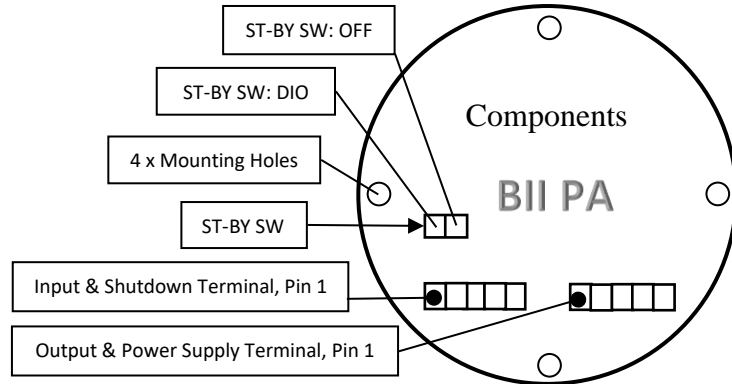 ST-BY SW: OFF
ST-BY SW: DIO
Components
4 x Mounting Holes
BII PA
ST-BY SW
Input & Shutdown Terminal, Pin 1
Output & Power Supply Terminal, Pin 1